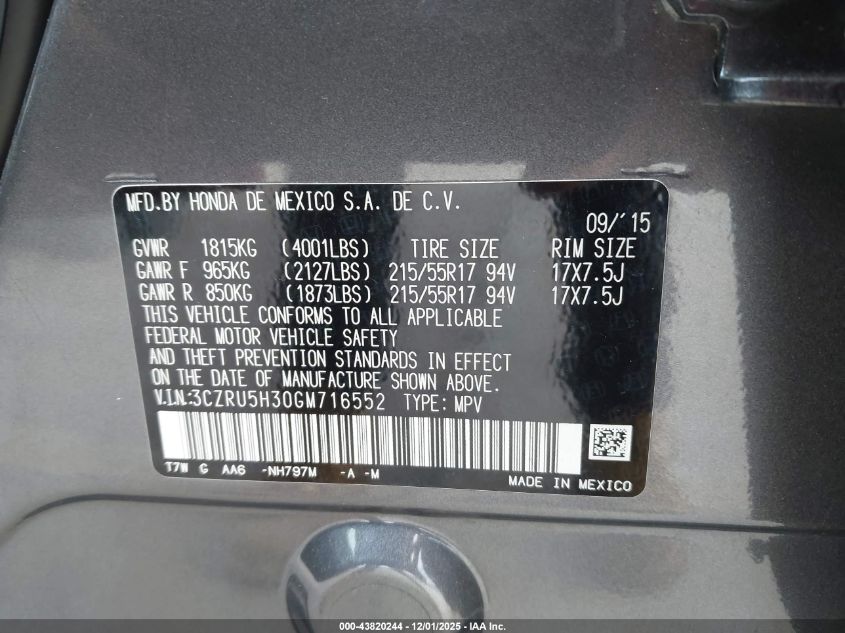 MFD.BY HONDA DE MEXICO S.A. DE C.V.
09/'15
GVWR 1815KG (4001LBS) TIRE SIZE RIM SIZE
GAWR F 965KG (2127LBS) 215/55R17 94V 17X7.5J
GAWR R 850KG (1873LBS) 215/55R17 94V 17X7.5J
THIS VEHICLE CONFORMS TO ALL APPLICABLE
FEDERAL MOTOR VEHICLE SAFETY
AND THEFT PREVENTION STANDARDS IN EFFECT
ON THE DATE OF MANUFACTURE SHOWN ABOVE.
V.I.N:3CZRU5H30GM716552 TYPE: MPV
T7W G AA6 -NH797M -A -M
MADE IN MEXICO
000-43820244 - 12/01/2025 - IAA Inc. Copyright